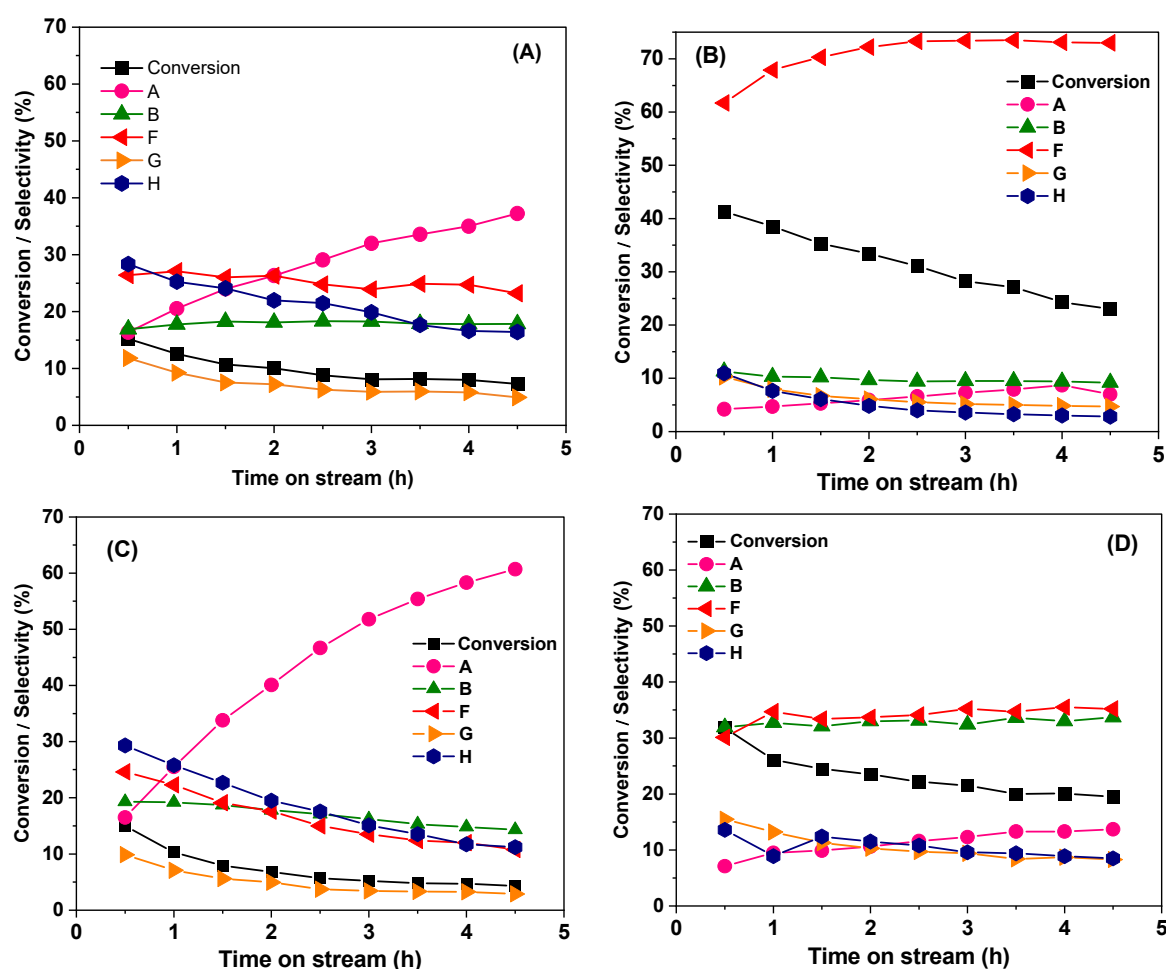 (A)
Conversion / Selectivity (%)
70
60
50
40
30
20
10
0
Conversion
A
B
F
G
H
0 1 2 3 4 5
Time on stream (h)
(B)
Conversion / Selectivity (%)
70
60
50
40
30
20
10
0
Conversion
A
B
F
G
H
0 1 2 3 4 5
Time on stream (h)
(C)
Conversion / Selectivity (%)
70
60
50
40
30
20
10
0
Conversion
A
B
F
G
H
0 1 2 3 4 5
Time on stream (h)
(D)
Conversion / Selectivity (%)
70
60
50
40
30
20
10
0
Conversion
A
B
F
G
H
0 1 2 3 4 5
Time on stream (h)